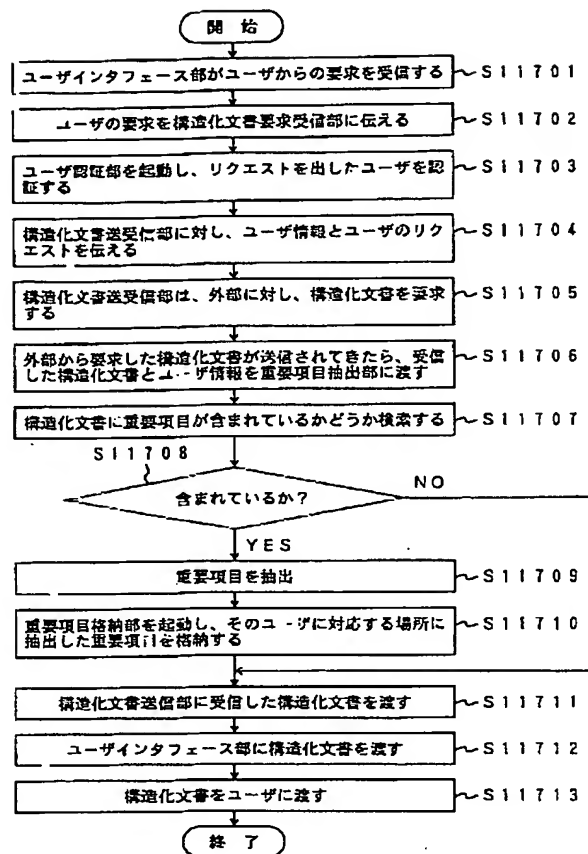 開 始
ユーザインタフェース部がユーザからの要求を受信する
S11701
ユーザの要求を構造化文書要求受信部に伝える
S11702
ユーザ認証部を起動し、リクエストを出したユーザを認
証する
S11703
構造化文書送受信部に対し、ユーザ情報とユーザのリク
エストを伝える
S11704
構造化文書送受信部は、外部に対し、構造化文書を要求
する
S11705
外部から要求した構造化文書が送信されてきたら、受信
した構造化文書とユーザ情報を重要項目抽出部に渡す
S11706
構造化文書に重要項目が含まれているかどうか検索する
S11707
S11708
含まれているか？
NO
YES
重要項目を抽出
S11709
重要項目格納部を起動し、そのユーザに対応する場所に
抽出した重要項目を格納する
S11710
構造化文書送信部に受信した構造化文書を渡す
S11711
ユーザインタフェース部に構造化文書を渡す
S11712
構造化文書をユーザに渡す
S11713
終 了